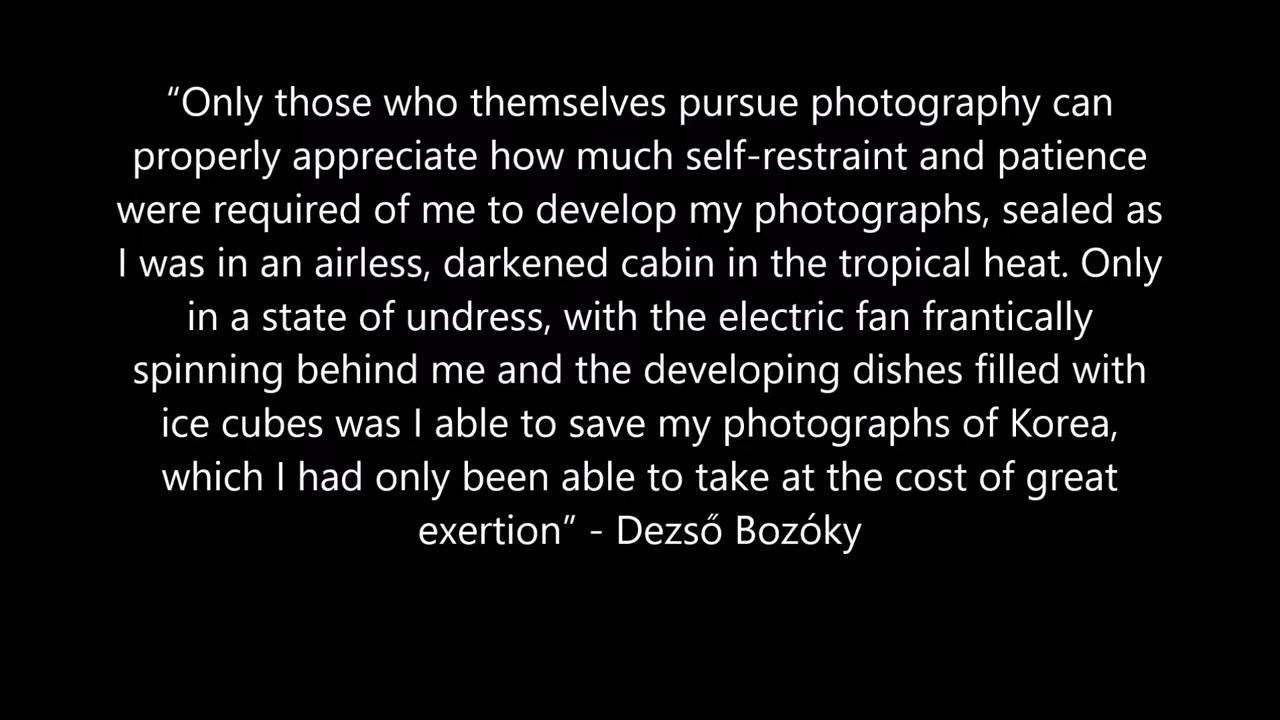 “Only those who themselves pursue photography can
properly appreciate how much self-restraint and patience
were required of me to develop my photographs, sealed as
I was in an airless, darkened cabin in the tropical heat. Only
in a state of undress, with the electric fan frantically
spinning behind me and the developing dishes filled with
ice cubes was I able to save my photographs of Korea,
which I had only been able to take at the cost of great
exertion” - Dezső Bozóky